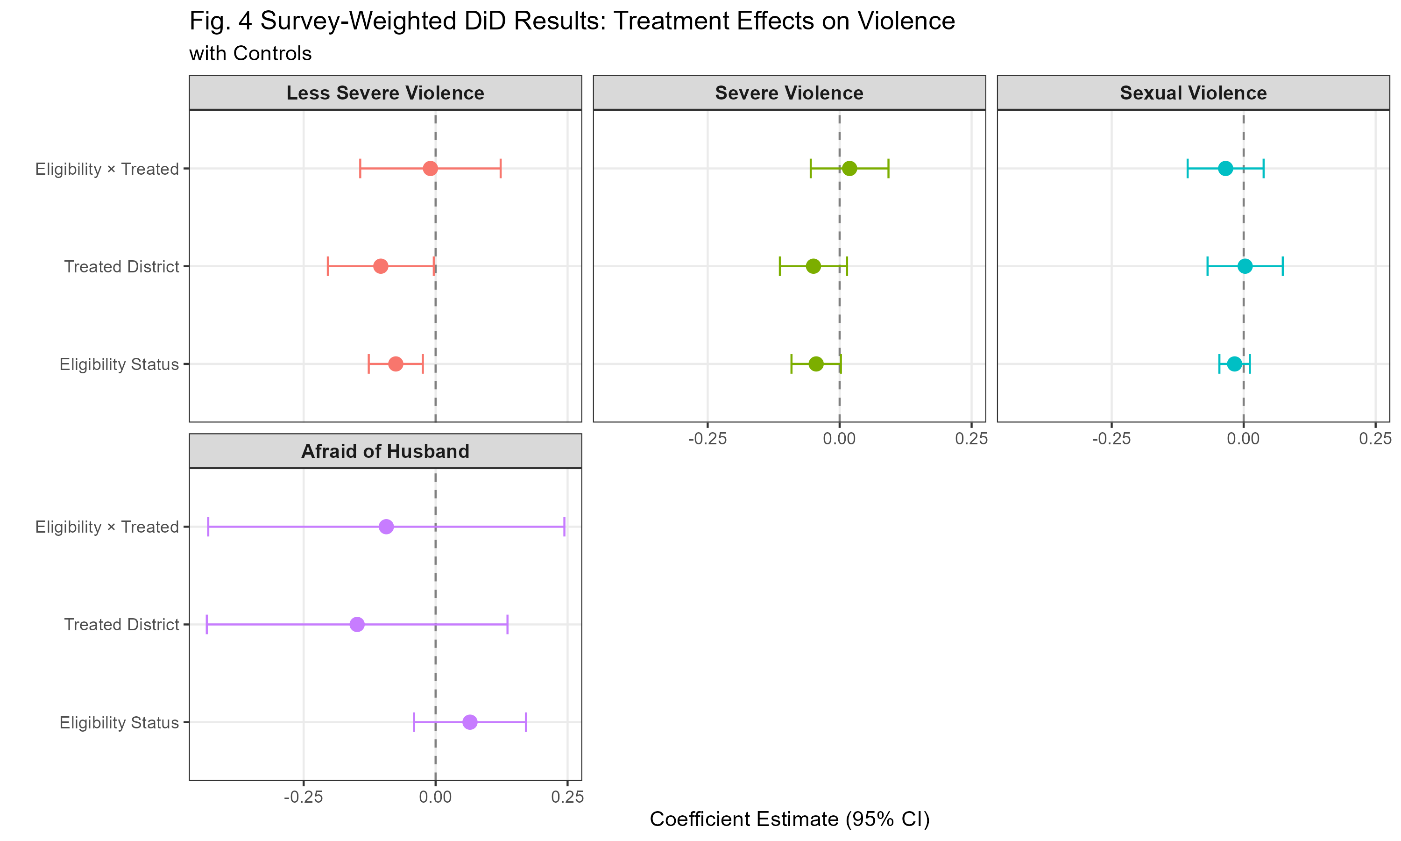 Fig. 4 Survey-Weighted DiD Results: Treatment Effects on Violence
with Controls
Less Severe Violence
Severe Violence
Sexual Violence
Eligibility × Treated
Treated District
Eligibility Status
-0.25 0.00 0.25
-0.25 0.00 0.25
Afraid of Husband
Eligibility × Treated
Treated District
Eligibility Status
-0.25 0.00 0.25
Coefficient Estimate (95% CI)